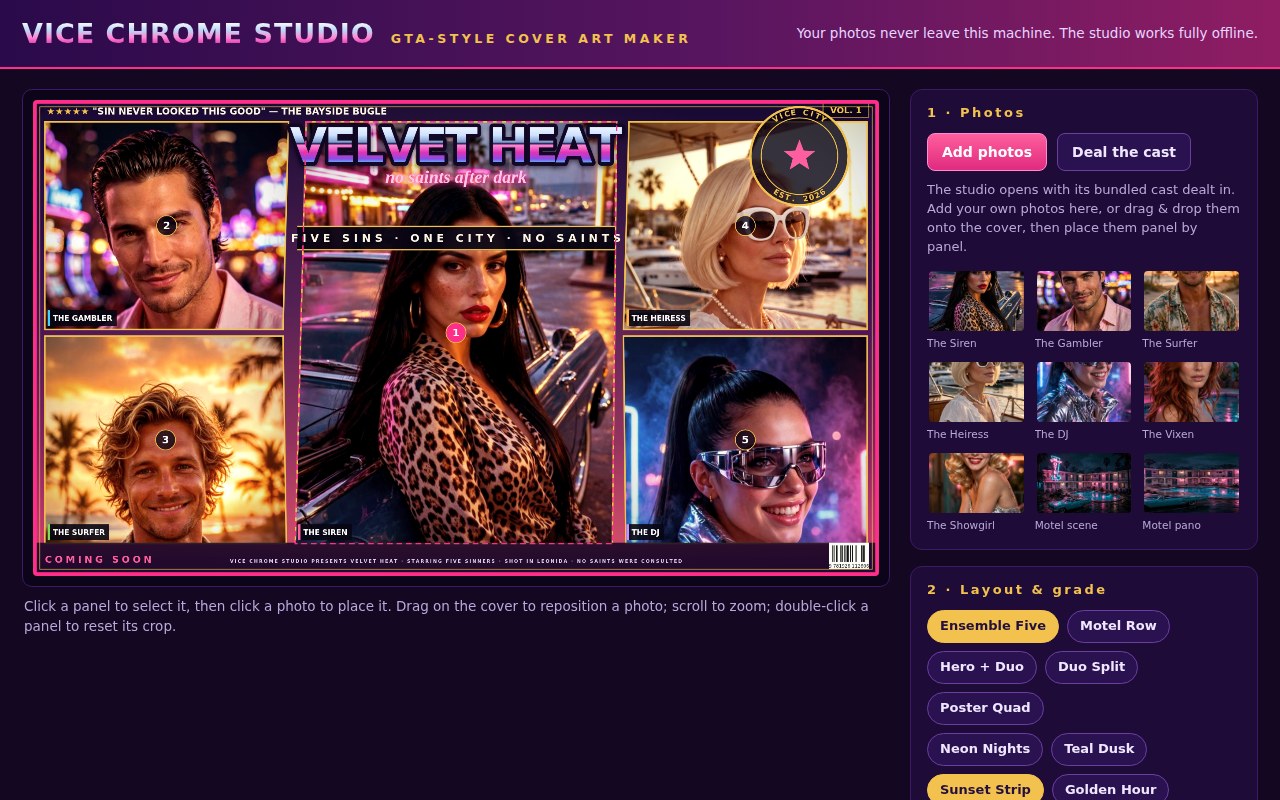 VICE CHROME STUDIO
GTA-STYLE COVER ART MAKER
Your photos never leave this machine. The studio works fully offline.
★★★★★ "SIN NEVER LOOKED THIS GOOD" — THE BAYSIDE BUGLE
VOL. 1
VELVET HEAT
no saints after dark
VICE CITY
EST. 2026
FIVE SINS · ONE CITY · NO SAINTS
2
4
1
3
5
THE GAMBLER
THE HEIRESS
THE SURFER
THE SIREN
THE DJ
COMING SOON
VICE CHROME STUDIO PRESENTS VELVET HEAT · STARRING FIVE SINNERS · SHOT IN LEONIDA · NO SAINTS WERE CONSULTED
Click a panel to select it, then click a photo to place it. Drag on the cover to reposition a photo; scroll to zoom; double-click a
panel to reset its crop.
1 · Photos
Add photos
Deal the cast
The studio opens with its bundled cast dealt in.
Add your own photos here, or drag & drop them
onto the cover, then place them panel by
panel.
The Siren
The Gambler
The Surfer
The Heiress
The DJ
The Vixen
The Showgirl
Motel scene
Motel pano
2 · Layout & grade
Ensemble Five
Motel Row
Hero + Duo
Duo Split
Poster Quad
Neon Nights
Teal Dusk
Sunset Strip
Golden Hour